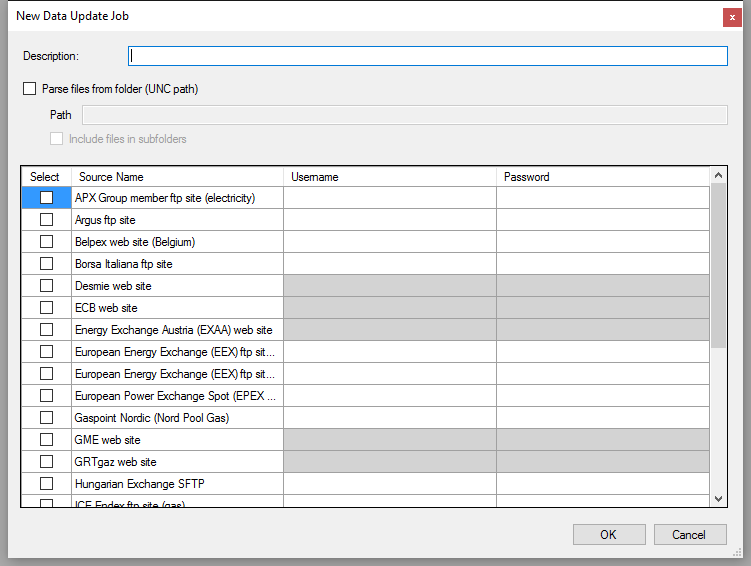 New Data Update Job
x
Description:
Parse files from folder (UNC path)
Path
Include files in subfolders
Select Source Name Username Password
APX Group member ftp site (electricity)
Argus ftp site
Belpex web site (Belgium)
Borsa Italiana ftp site
Desmie web site
ECB web site
Energy Exchange Austria (EXAA) web site
European Energy Exchange (EEX) ftp sit...
European Energy Exchange (EEX) ftp sit...
European Power Exchange Spot (EPEX ...
Gaspoint Nordic (Nord Pool Gas)
GME web site
GRTgaz web site
Hungarian Exchange SFTP
ICE Endex ftp site (gas)
OK Cancel